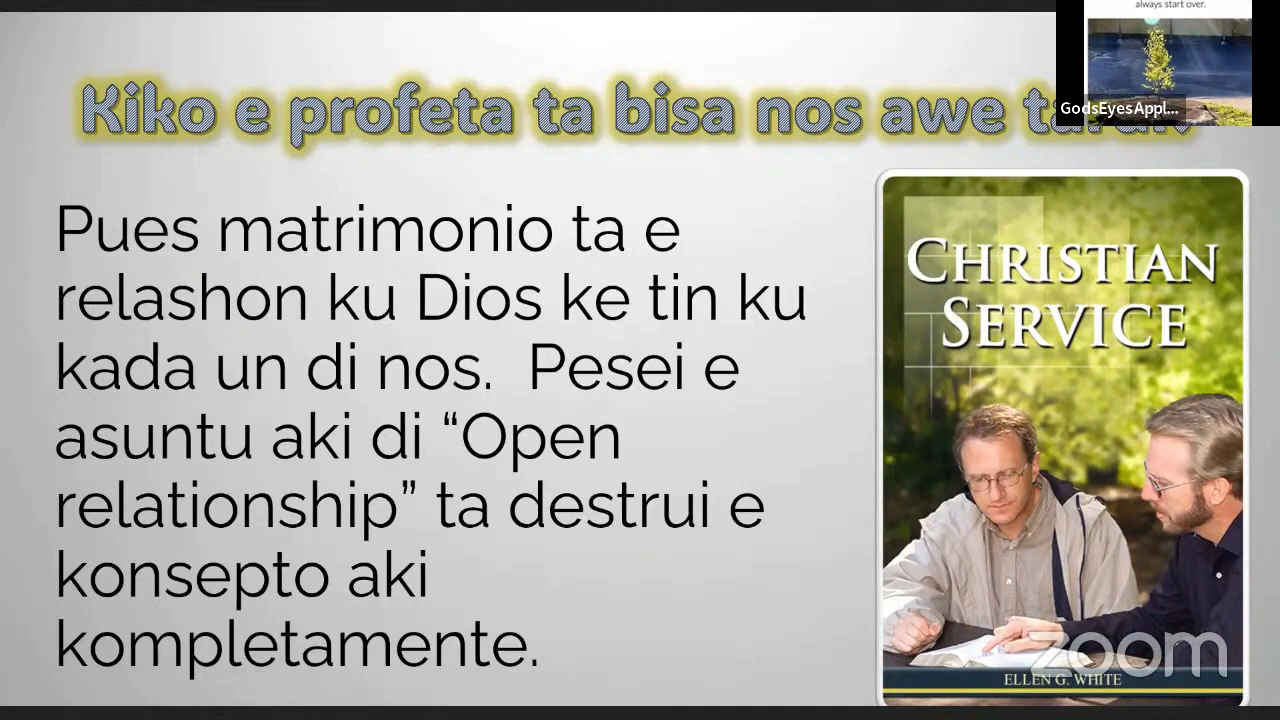 always start over.
GodsEyesAppl...
Kiko e profeta ta bisa nos awe
Pues matrimonio ta e
relashon ku Dios ke tin ku
kada un di nos. Pesei e
asuntu aki di “Open
relationship” ta destrui e
konsepto aki
kompletamente.
CHRISTIAN
SERVICE
ELLEN G. WHITE
zoom